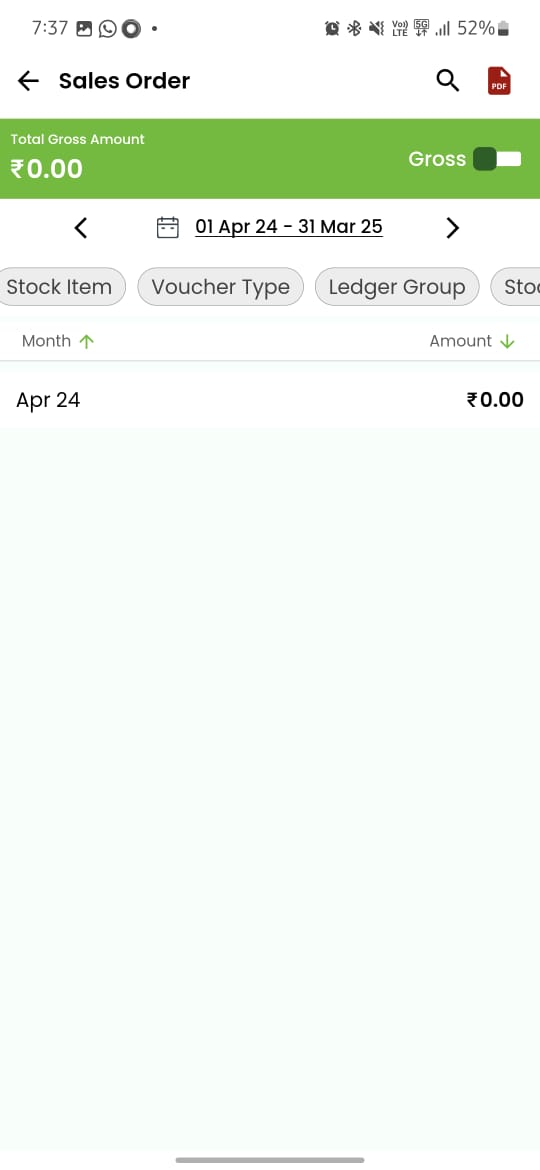 7:37 Vo)) LTE 5G 52%
Sales Order PDF
Total Gross Amount
₹0.00 Gross
01 Apr 24 - 31 Mar 25
Stock Item Voucher Type Ledger Group Stoc
Month Amount
Apr 24 ₹0.00